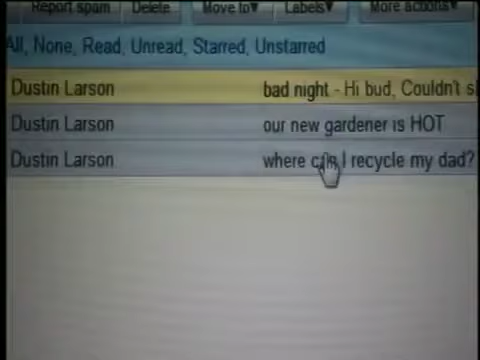 Report spam Delete Move to▾ Labels▾ More actions▾
All, None, Read, Unread, Starred, Unstarred
Dustin Larson bad night - Hi bud, Couldn't
Dustin Larson our new gardener is HOT
Dustin Larson where can I recycle my dad?